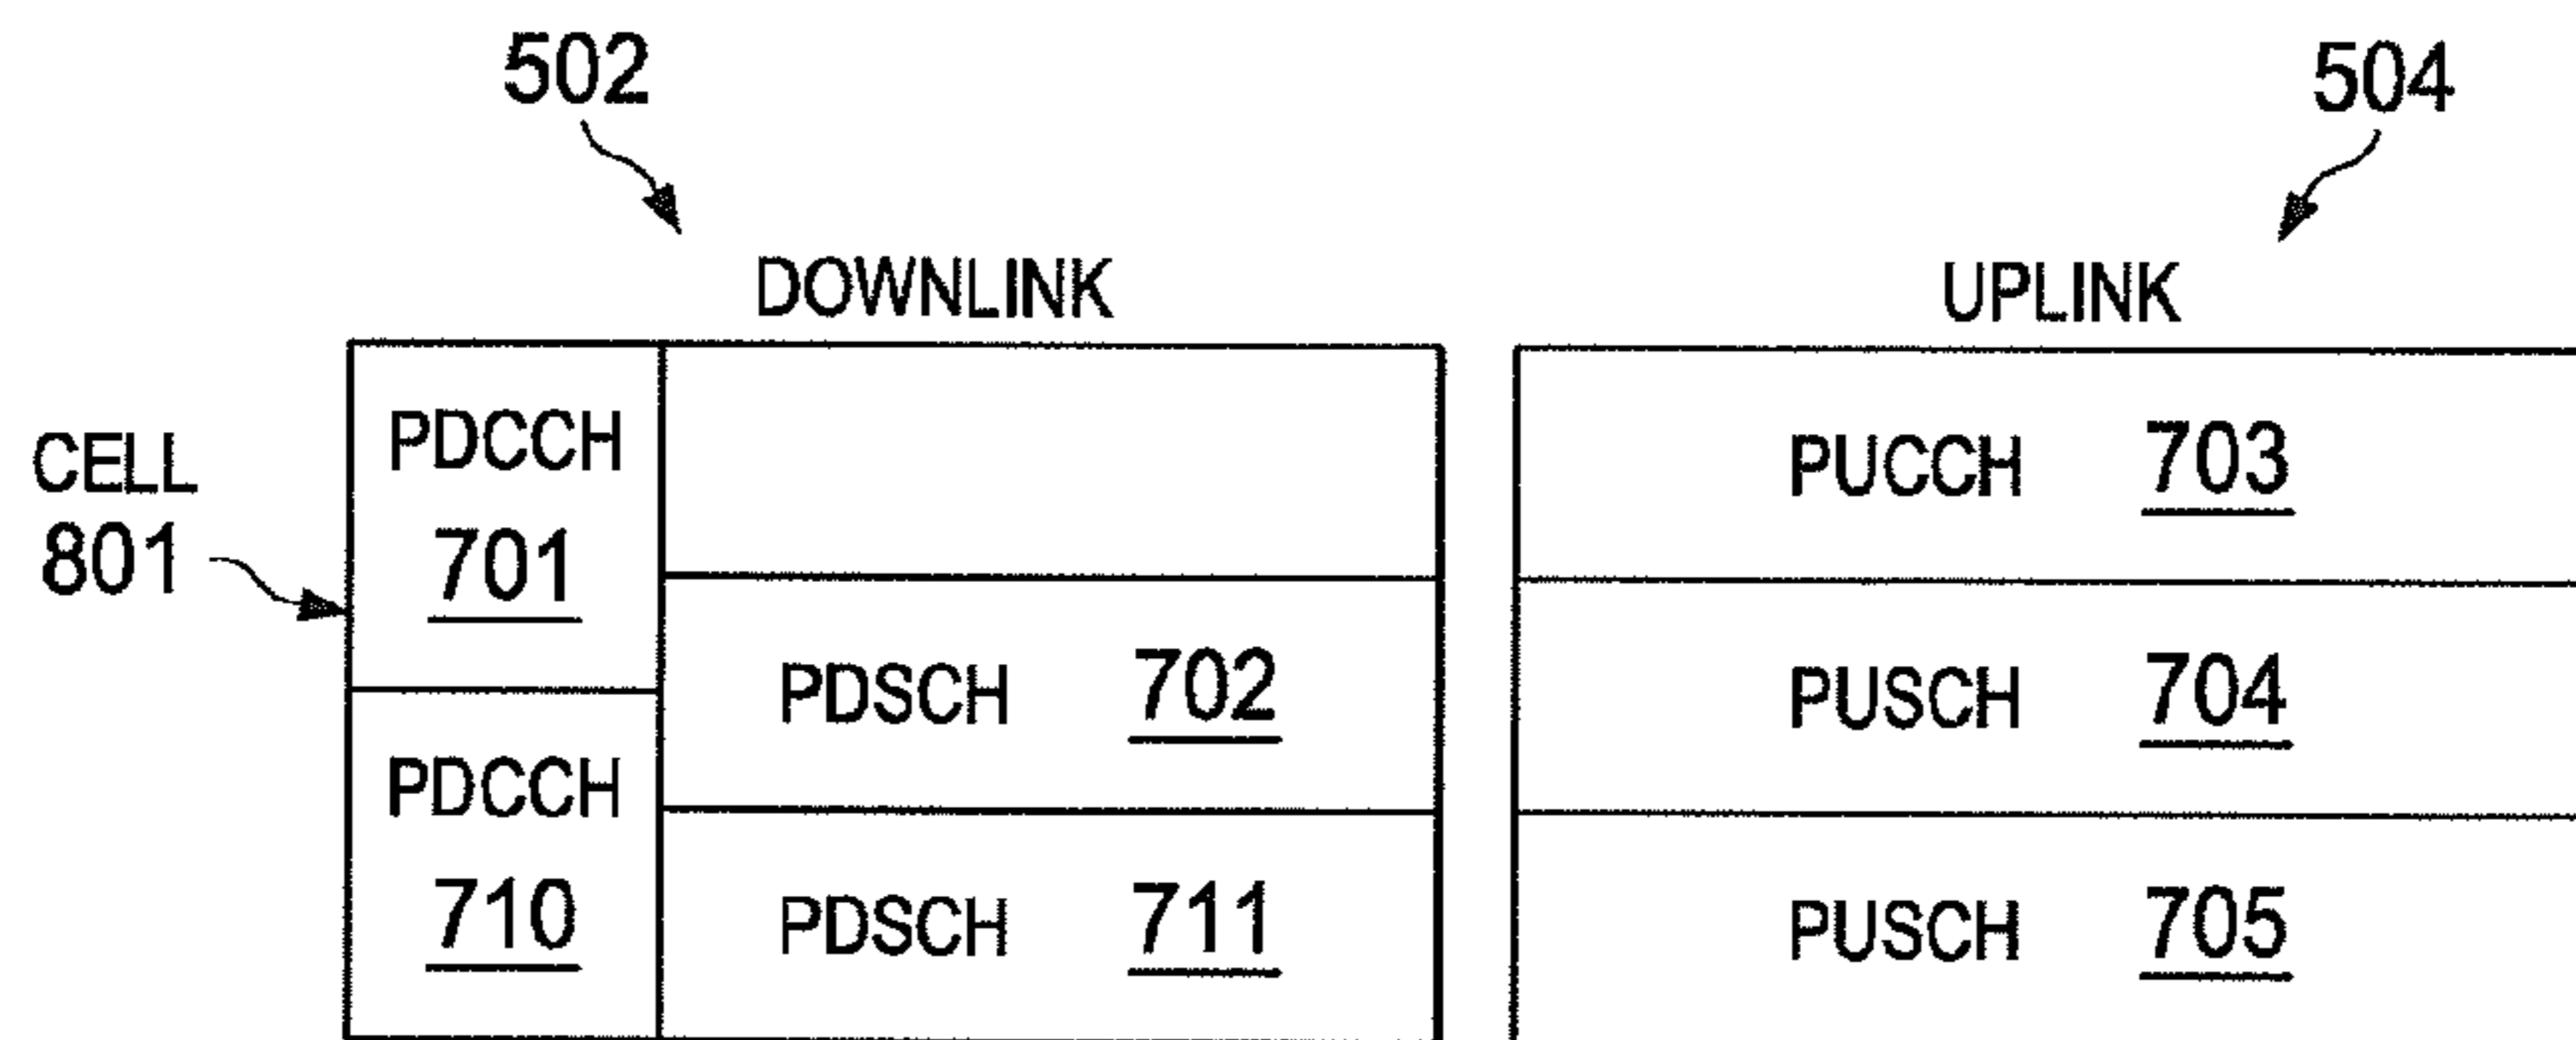 502
504
DOWNLINK
UPLINK
CELL
801
PDCCH
701
PDCCH
710
PDSCH 702
PDSCH 711
PUCCH 703
PUSCH 704
PUSCH 705